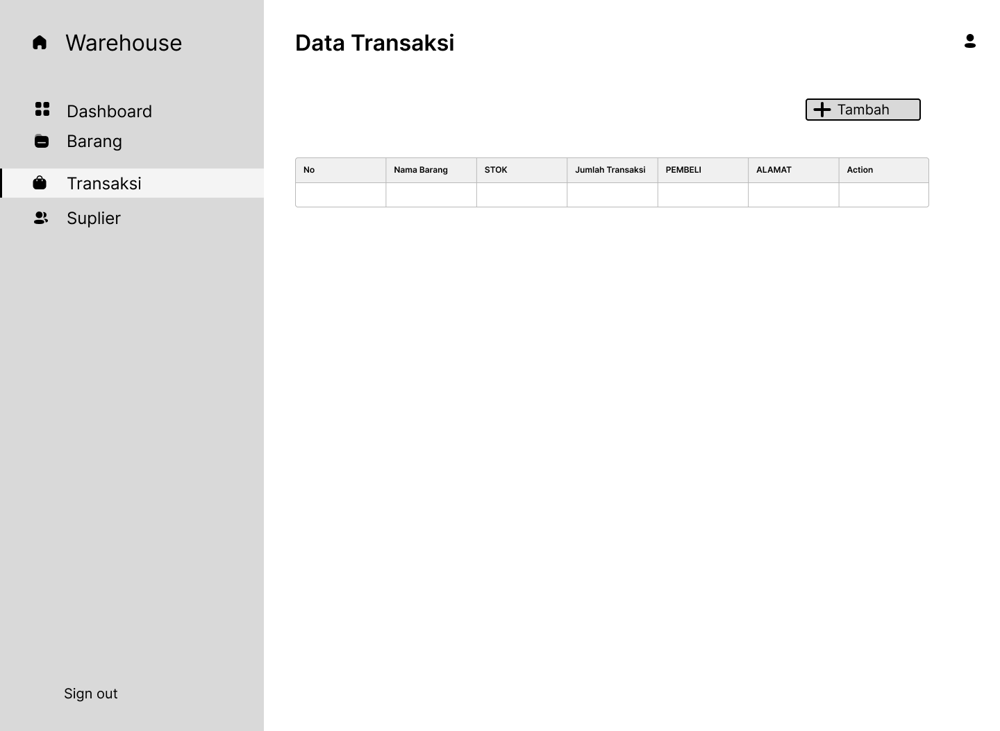 Warehouse
Dashboard
Barang
Transaksi
Suplier
Sign out
Data Transaksi
Tambah
No Nama Barang STOK Jumlah Transaksi PEMBELI ALAMAT Action